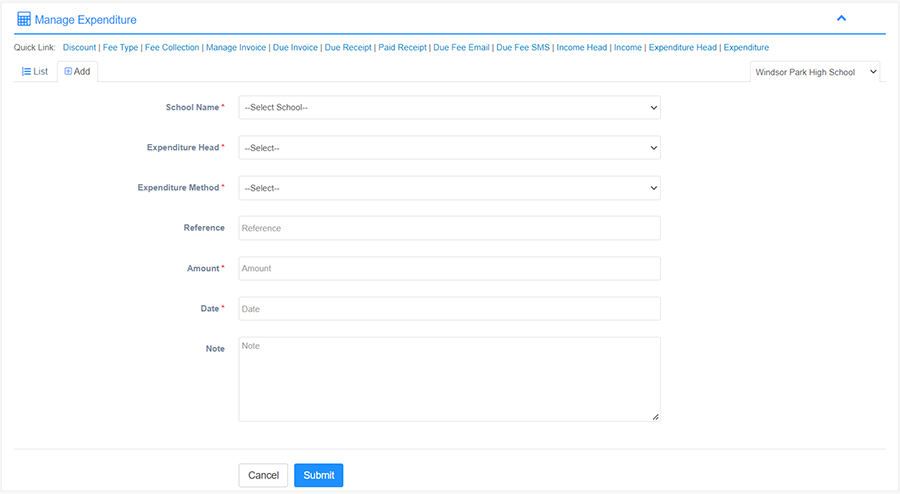 Manage Expenditure
Quick Link: Discount | Fee Type | Fee Collection | Manage Invoice | Due Invoice | Due Receipt | Paid Receipt | Due Fee Email | Due Fee SMS | Income Head | Income | Expenditure Head | Expenditure
List Add Windsor Park High School
School Name * --Select School--
Expenditure Head * --Select--
Expenditure Method * --Select--
Reference Reference
Amount * Amount
Date * Date
Note Note
Cancel Submit